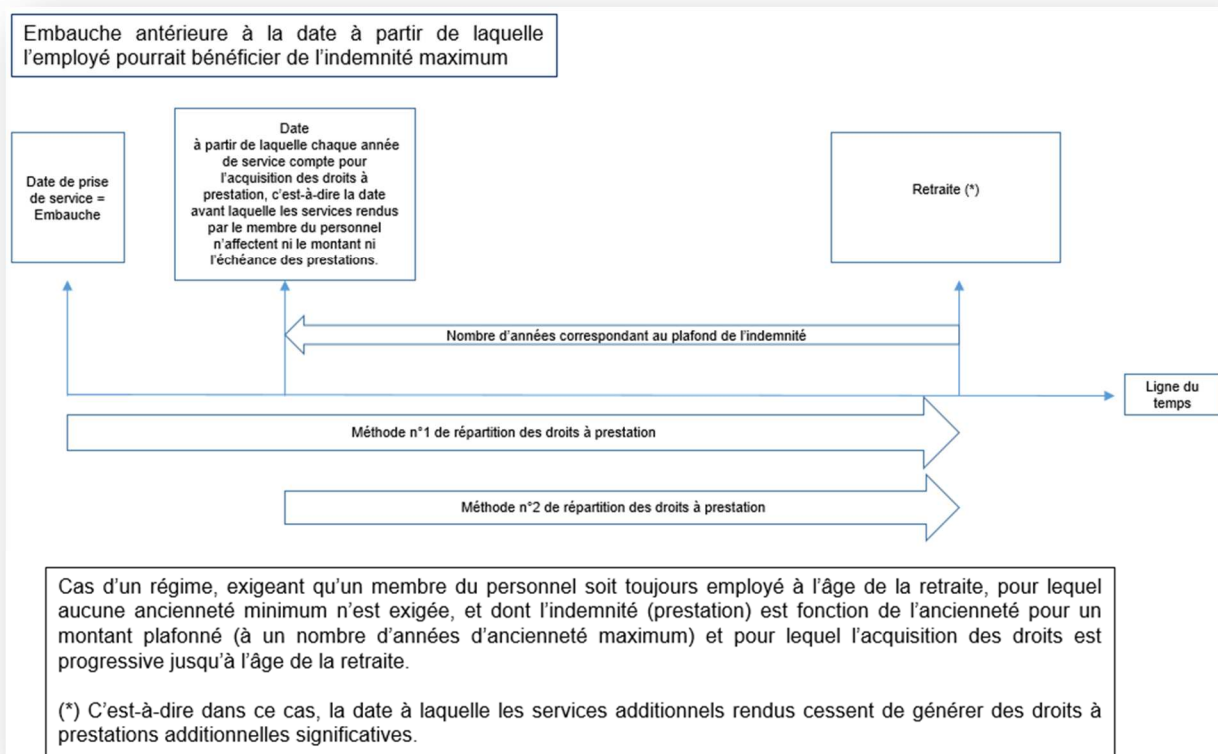 Embauche antérieure à la date à partir de laquelle
l'employé pourrait bénéficier de l'indemnité maximum
Date de prise
de service =
Embauche
Date
à partir de laquelle chaque année
de service compte pour
l'acquisition des droits à
prestation, c'est-à-dire la date
avant laquelle les services rendus
par le membre du personnel
n'affectent ni le montant ni
l'échéance des prestations.
Retraite (*)
Nombre d'années correspondant au plafond de l'indemnité
Ligne du
temps
Méthode n°1 de répartition des droits à prestation
Méthode n°2 de répartition des droits à prestation
Cas d'un régime, exigeant qu'un membre du personnel soit toujours employé à l'âge de la retraite, pour lequel
aucune ancienneté minimum n'est exigée, et dont l'indemnité (prestation) est fonction de l'ancienneté pour un
montant plafonné (à un nombre d'années d'ancienneté maximum) et pour lequel l'acquisition des droits est
progressive jusqu'à l'âge de la retraite.
(*) C'est-à-dire dans ce cas, la date à laquelle les services additionnels rendus cessent de générer des droits à
prestations additionnelles significatives.